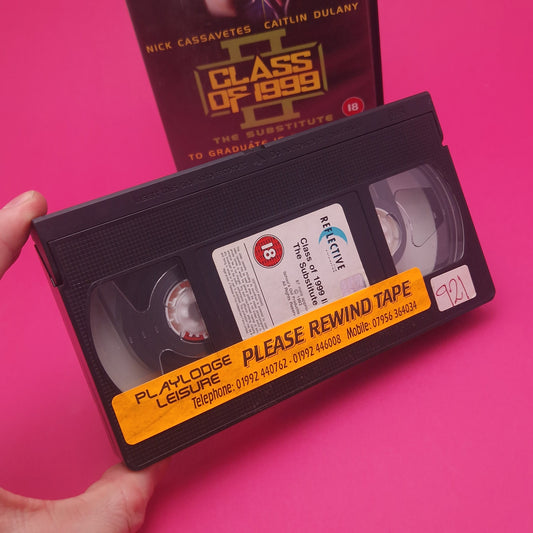 NICK CASSAVETES CAITLIN DULANY
II
CLASS
OF 1999
THE SUBSTITUTE
18
TO GRADUATE IS
REFLECTIVE
Class of 1999 II
The Substitute
18
PLAYLODGE
LEISURE
PLEASE REWIND TAPE
Telephone: 01992 440762 - 01992 446008 Mobile: 07956 364034
921